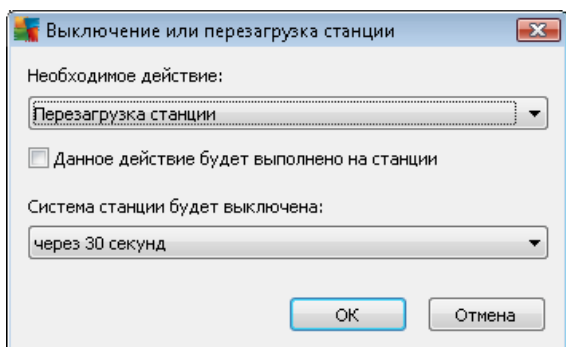 Выключение или перезагрузка станции
Необходимое действие:
Перезагрузка станции
Данное действие будет выполнено на станции
Система станции будет выключена:
через 30 секунд
ОК
Отмена